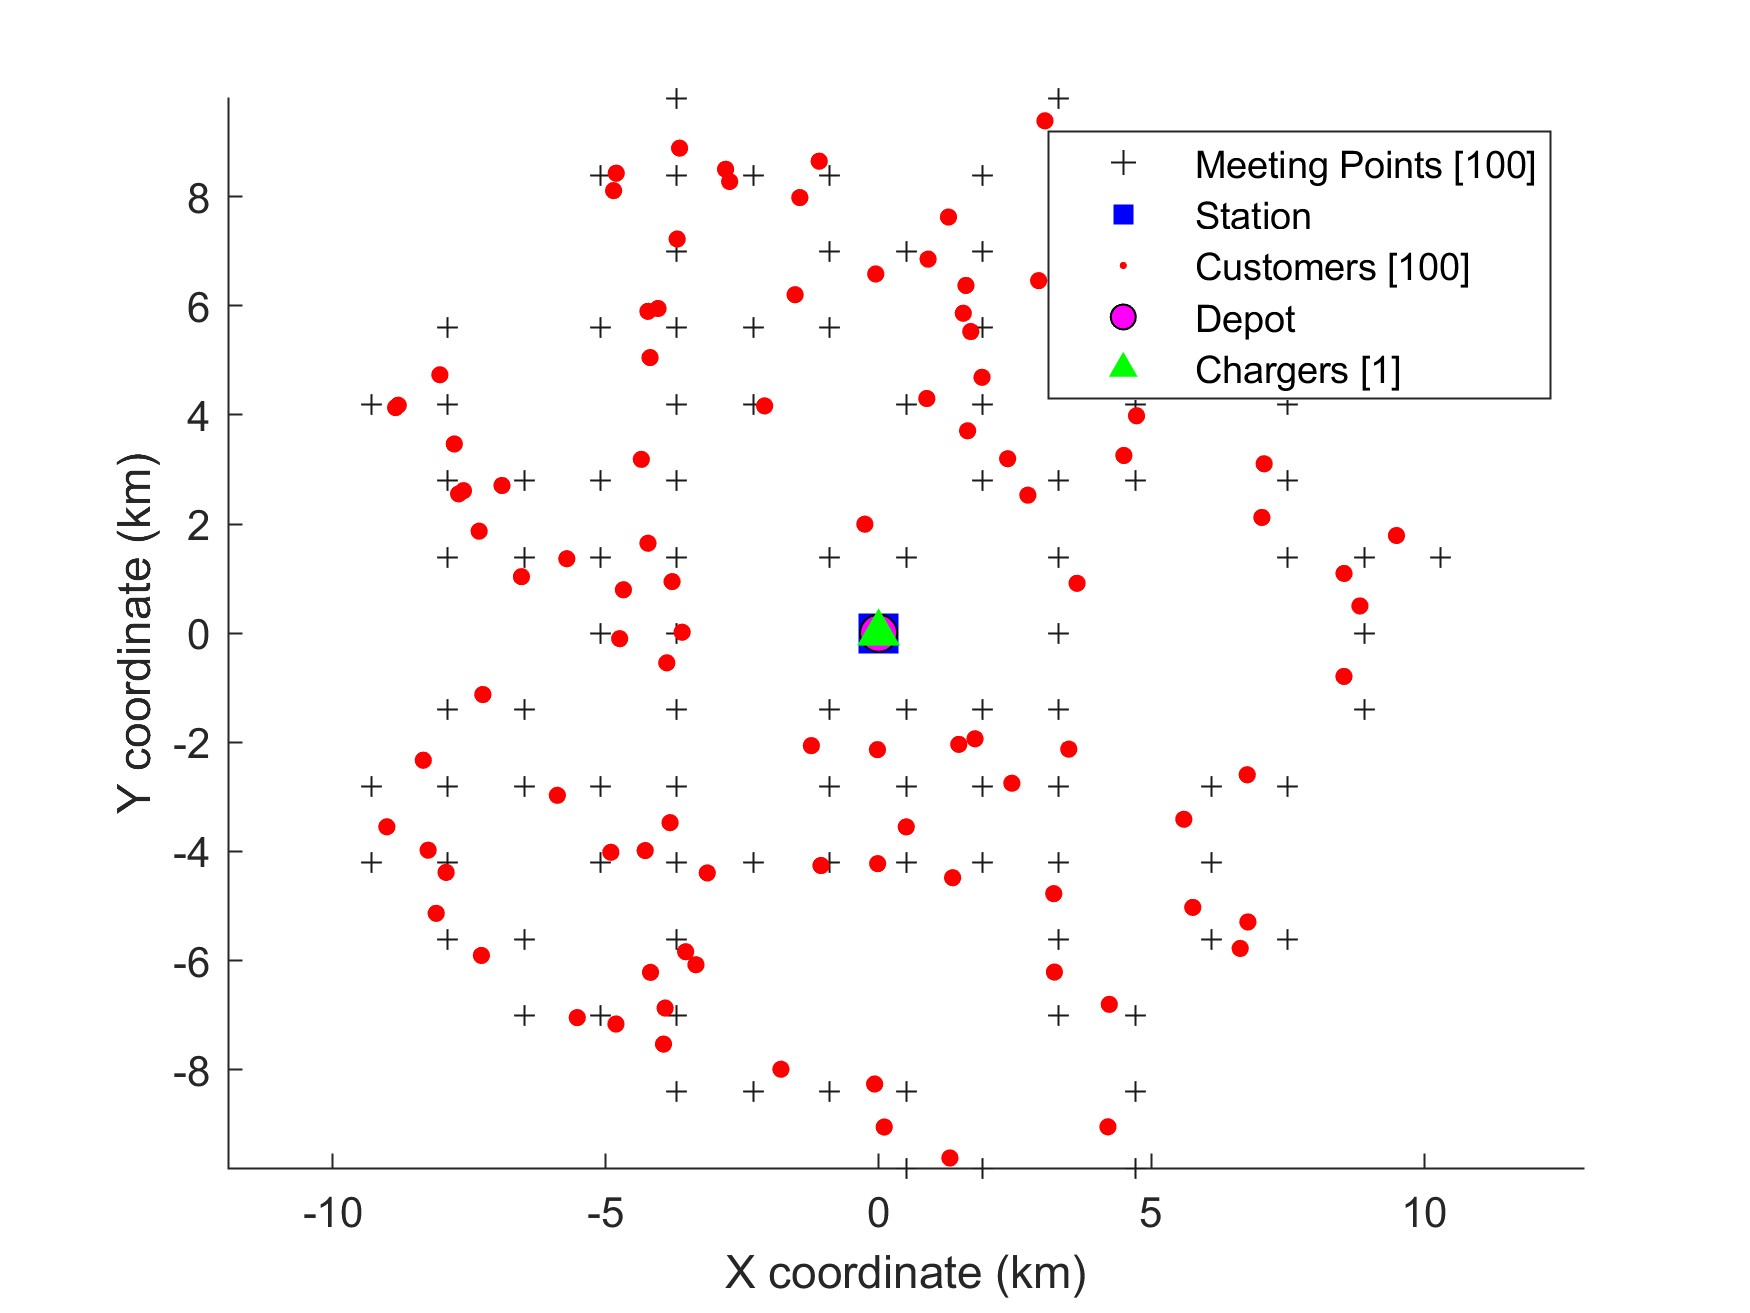 Meeting Points [100]
Station
Customers [100]
Depot
Chargers [1]
8
6
4
2
0
-2
-4
-6
-8
Y coordinate (km)
-10 -5 0 5 10
X coordinate (km)